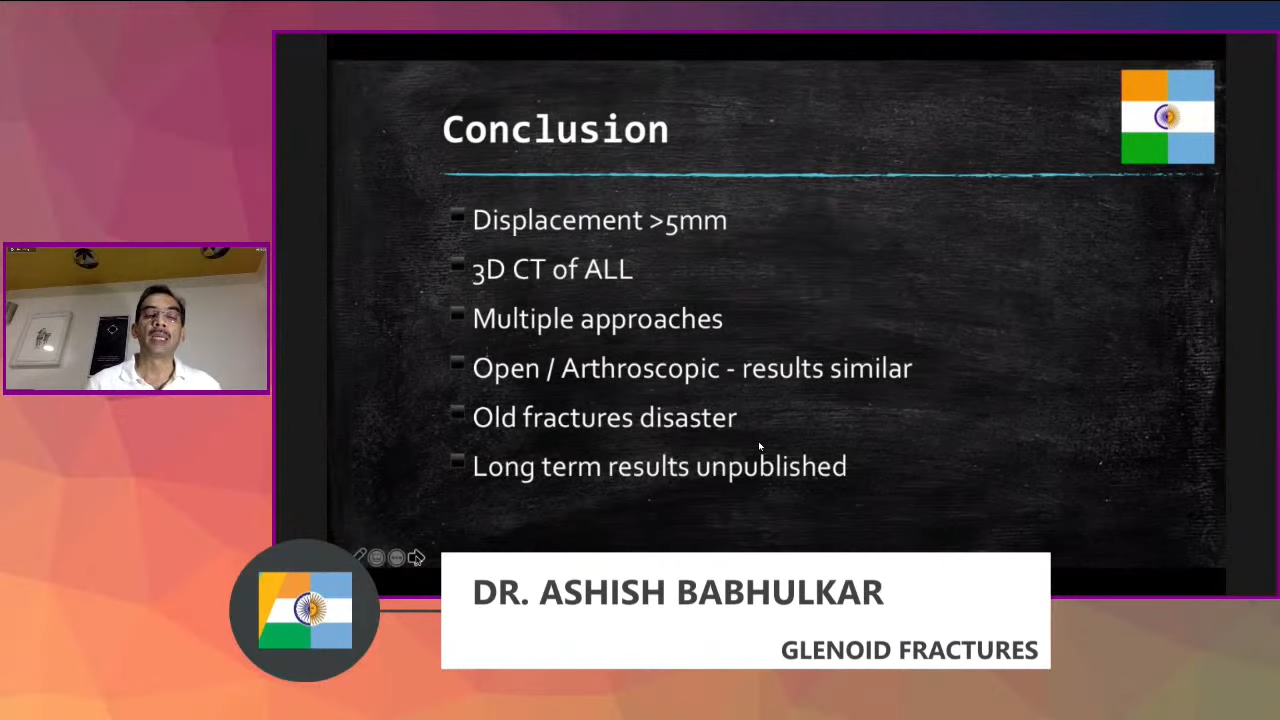 Conclusion
Displacement >5mm
3D CT of ALL
Multiple approaches
Open / Arthroscopic - results similar
Old fractures disaster
Long term results unpublished
DR. ASHISH BABHULKAR
GLENOID FRACTURES